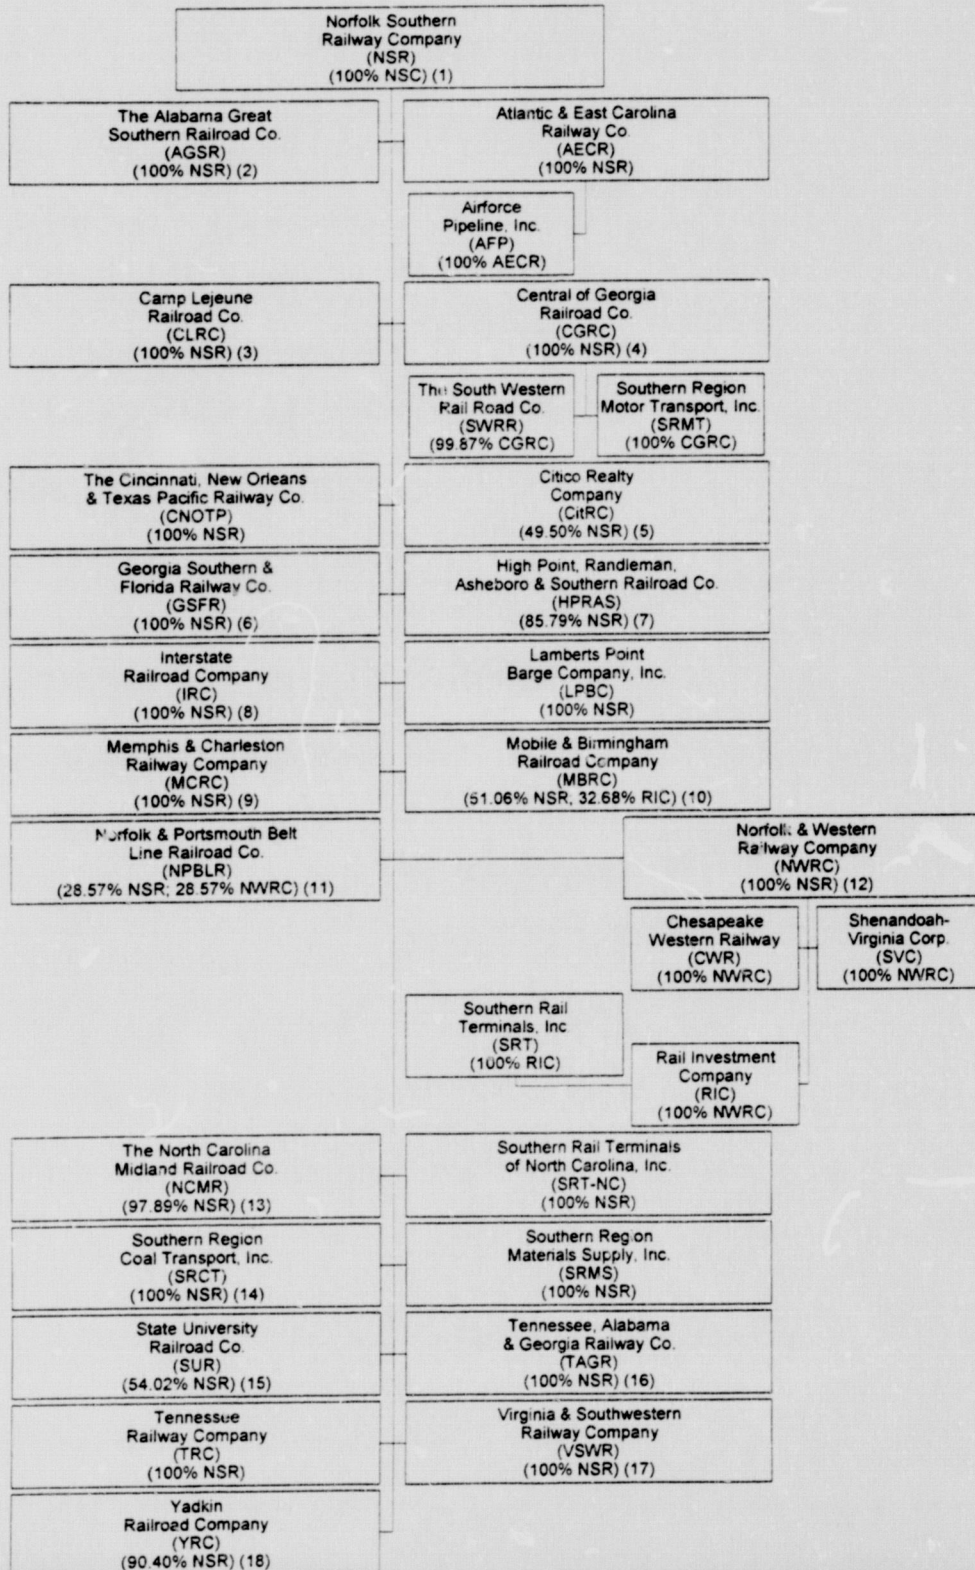 Norfolk Southern
Railway Company
(NSR)
(100% NSC) (1)
The Alabama Great
Southern Railroad Co.
(AGSR)
(100% NSR) (2)
Atlantic & East Carolina
Railway Co.
(AECR)
(100% NSR)
Airforce
Pipeline, Inc.
(AFP)
(100% AECR)
Camp Lejeune
Railroad Co.
(CLRC)
(100% NSR) (3)
Central of Georgia
Railroad Co.
(CGRC)
(100% NSR) (4)
The South Western
Rail Road Co.
(SWRR)
(99.87% CGRC)
Southern Region
Motor Transport, Inc.
(SRMT)
(100% CGRC)
The Cincinnati, New Orleans
& Texas Pacific Railway Co.
(CNOTP)
(100% NSR)
Citico Realty
Company
(CitRC)
(49.50% NSR) (5)
Georgia Southern &
Florida Railway Co.
(GSFR)
(100% NSR) (6)
High Point, Randleman,
Asheboro & Southern Railroad Co.
(HPRAS)
(85.79% NSR) (7)
Interstate
Railroad Company
(IRC)
(100% NSR) (8)
Lamberts Point
Barge Company, Inc.
(LPBC)
(100% NSR)
Memphis & Charleston
Railway Company
(MCRC)
(100% NSR) (9)
Mobile & Birmingham
Railroad Company
(MBRC)
(51.06% NSR, 32.68% RIC) (10)
Norfolk & Portsmouth Belt
Line Railroad Co.
(NPBLR)
(28.57% NSR; 28.57% NWRC) (11)
Norfolk & Western
Railway Company
(NWRC)
(100% NSR) (12)
Chesapeake
Western Railway
(CWR)
(100% NWRC)
Shenandoah-
Virginia Corp.
(SVC)
(100% NWRC)
Southern Rail
Terminals, Inc
(SRT)
(100% RIC)
Rail Investment
Company
(RIC)
(100% NWRC)
The North Carolina
Midland Railroad Co.
(NCMR)
(97.89% NSR) (13)
Southern Rail Terminals
of North Carolina, Inc.
(SRT-NC)
(100% NSR)
Southern Region
Coal Transport, Inc.
(SRCT)
(100% NSR) (14)
Southern Region
Materials Supply, Inc.
(SRMS)
(100% NSR)
State University
Railroad Co.
(SUR)
(54.02% NSR) (15)
Tennessee, Alabama
& Georgia Railway Co.
(TAGR)
(100% NSR) (16)
Tennessee
Railway Company
(TRC)
(100% NSR)
Virginia & Southwestern
Railway Company
(VSWR)
(100% NSR) (17)
Yadkin
Railroad Company
(YRC)
(90.40% NSR) (18)